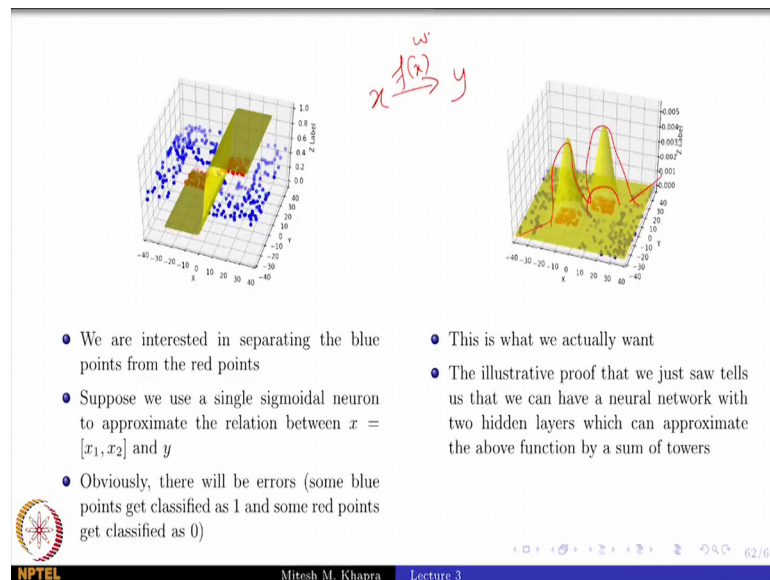 w.
f(x)
x → y
1.0
0.8
0.6
0.4
0.2
0.0
Z Label
40
30
20
10
0
-10
-20
-30
-40
Y
-40 -30 -20 -10 0 10 20 30 40
X
0.005
0.004
0.003
0.002
0.001
0.000
Z Label
40
30
20
10
0
-10
-20
-30
-40
Y
-40 -30 -20 -10 0 10 20 30 40
X
We are interested in separating the blue
points from the red points
Suppose we use a single sigmoidal neuron
to approximate the relation between x =
[x₁, x₂] and y
Obviously, there will be errors (some blue
points get classified as 1 and some red points
get classified as 0)
This is what we actually want
The illustrative proof that we just saw tells
us that we can have a neural network with
two hidden layers which can approximate
the above function by a sum of towers
62/6
NPTEL
Mitesh M. Khapra Lecture 3